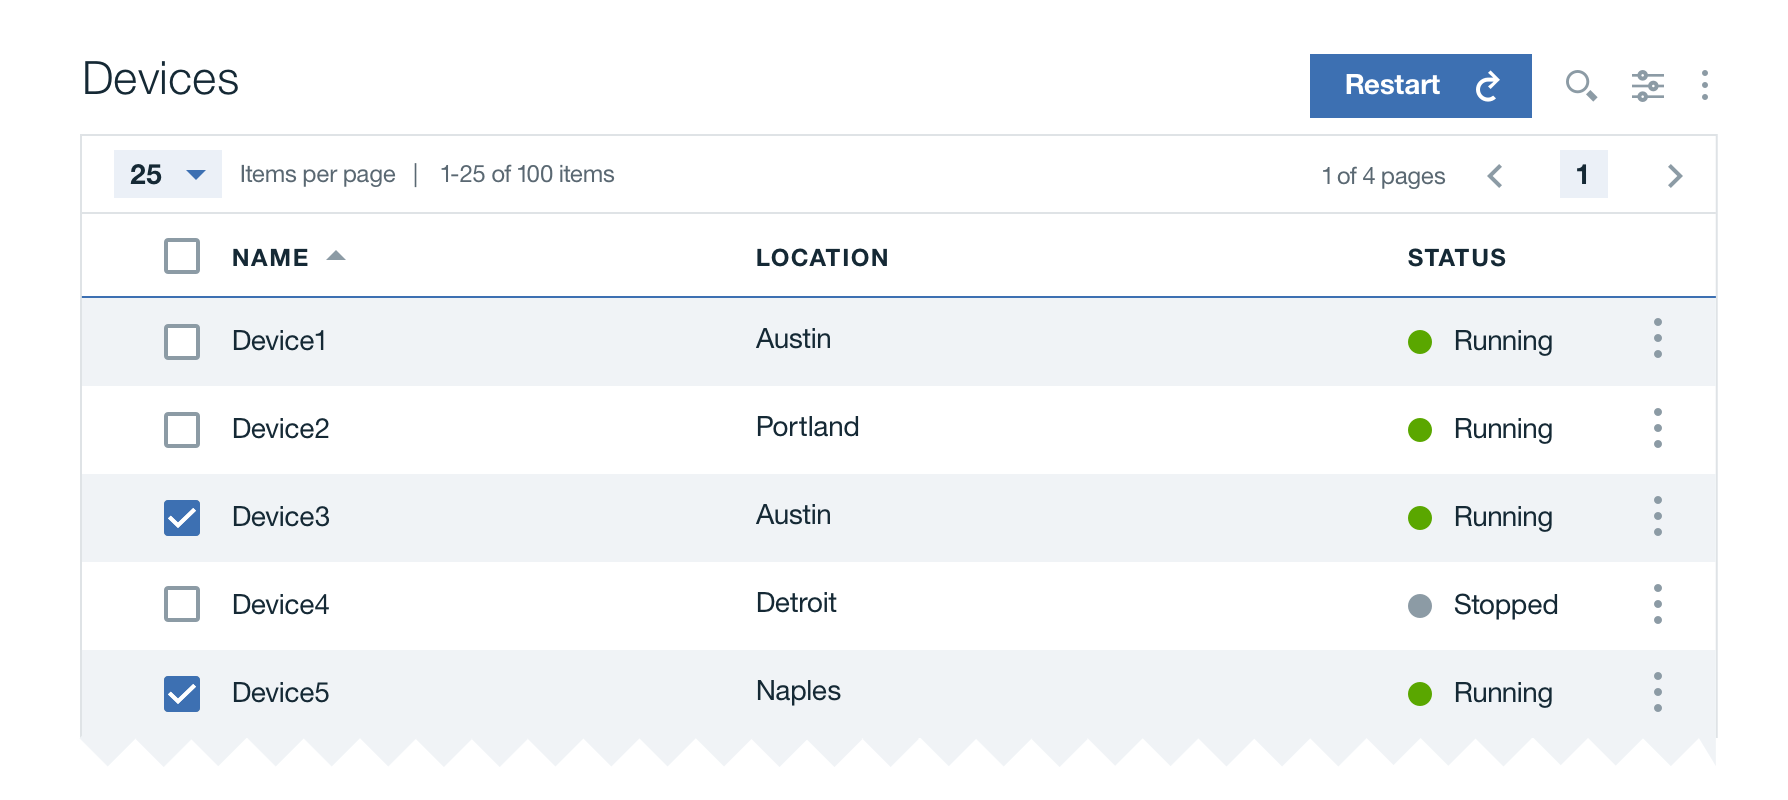 Devices
Restart
25 Items per page | 1-25 of 100 items
1 of 4 pages 1
NAME LOCATION STATUS
Device1 Austin Running
Device2 Portland Running
Device3 Austin Running
Device4 Detroit Stopped
Device5 Naples Running